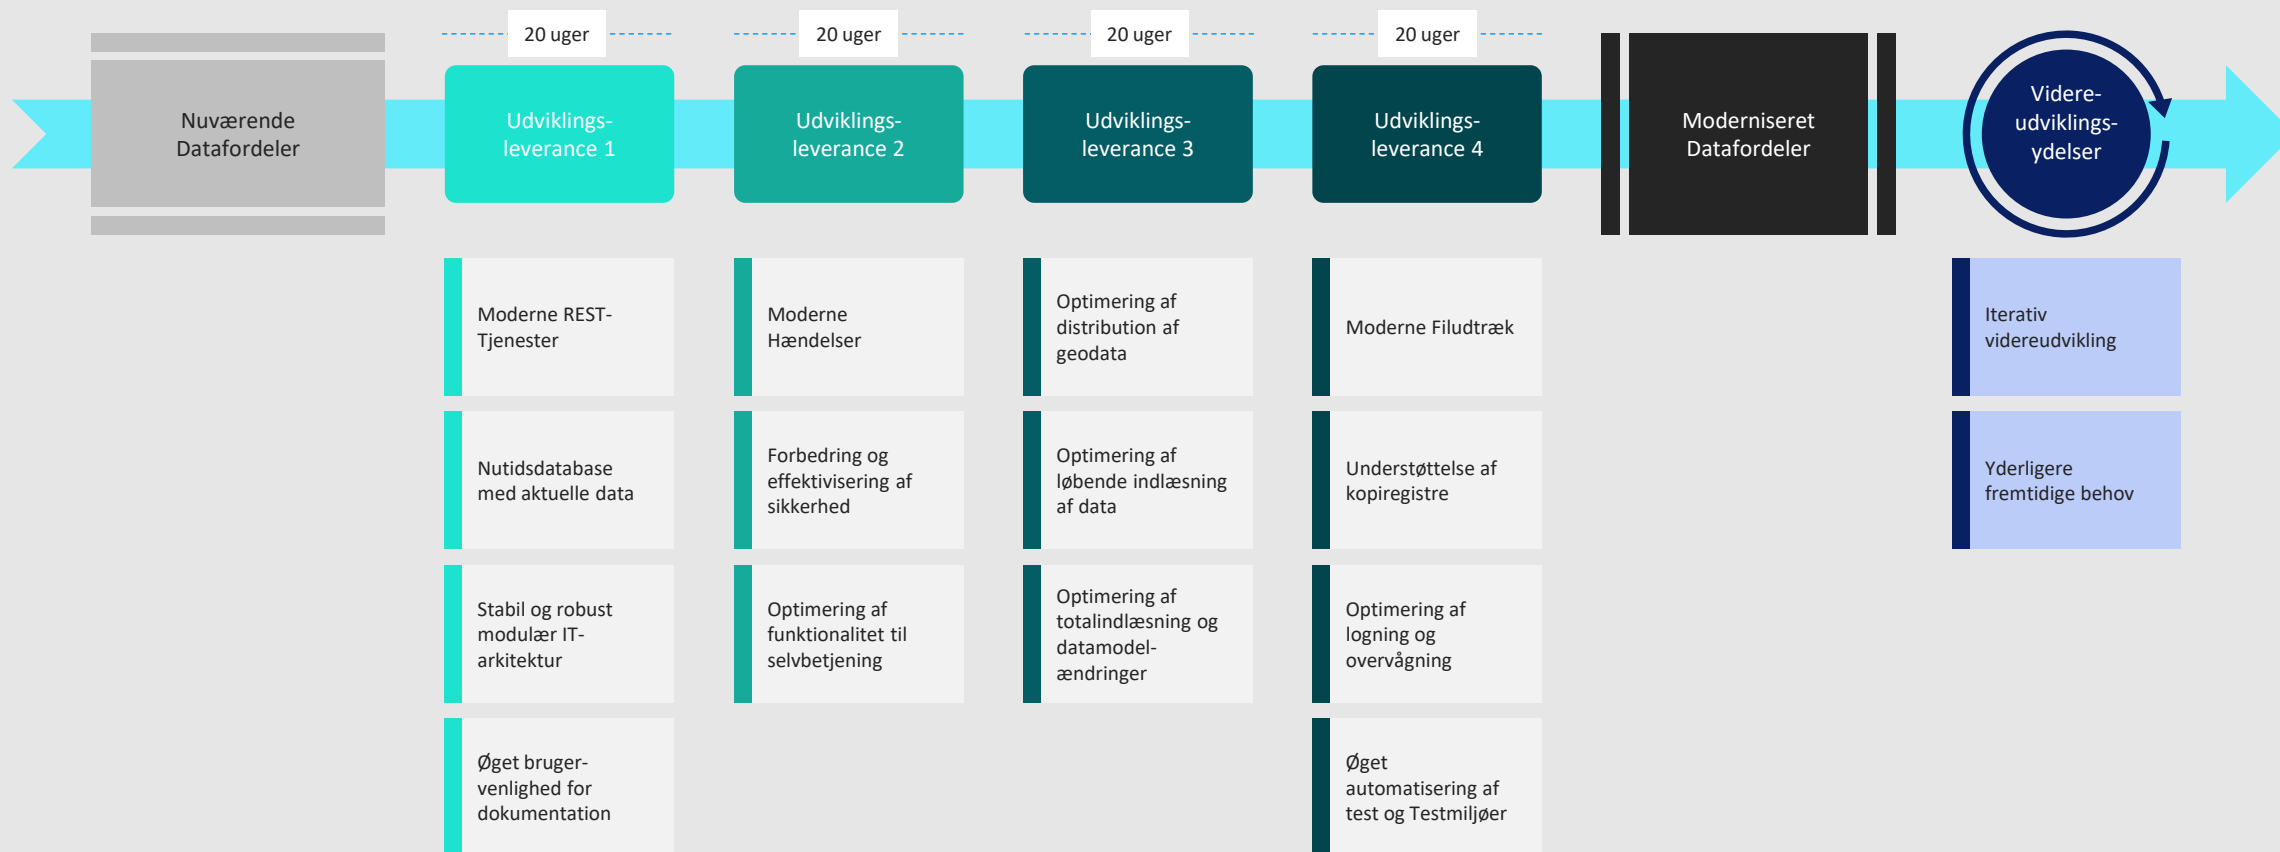 20 uger
20 uger
20 uger
20 uger
Nuværende
Datafordeler
Udviklings-
leverance 1
Udviklings-
leverance 2
Udviklings-
leverance 3
Udviklings-
leverance 4
Moderniseret
Datafordeler
Videre-
udviklings-
ydelser
Moderne REST-
Tjenester
Nutidsdatabase
med aktuelle data
Stabil og robust
modulær IT-
arkitektur
Øget bruger-
venlighed for
dokumentation
Moderne
Hændelser
Forbedring og
effektivisering af
sikkerhed
Optimering af
funktionalitet til
selvbetjening
Optimering af
distribution af
geodata
Optimering af
løbende indlæsning
af data
Optimering af
totalindlæsning og
datamodel-
ændringer
Moderne Filudtræk
Understøttelse af
kopiregistre
Optimering af
logning og
overvågning
Øget
automatisering af
test og Testmiljøer
Iterativ
videreudvikling
Yderligere
fremtidige behov